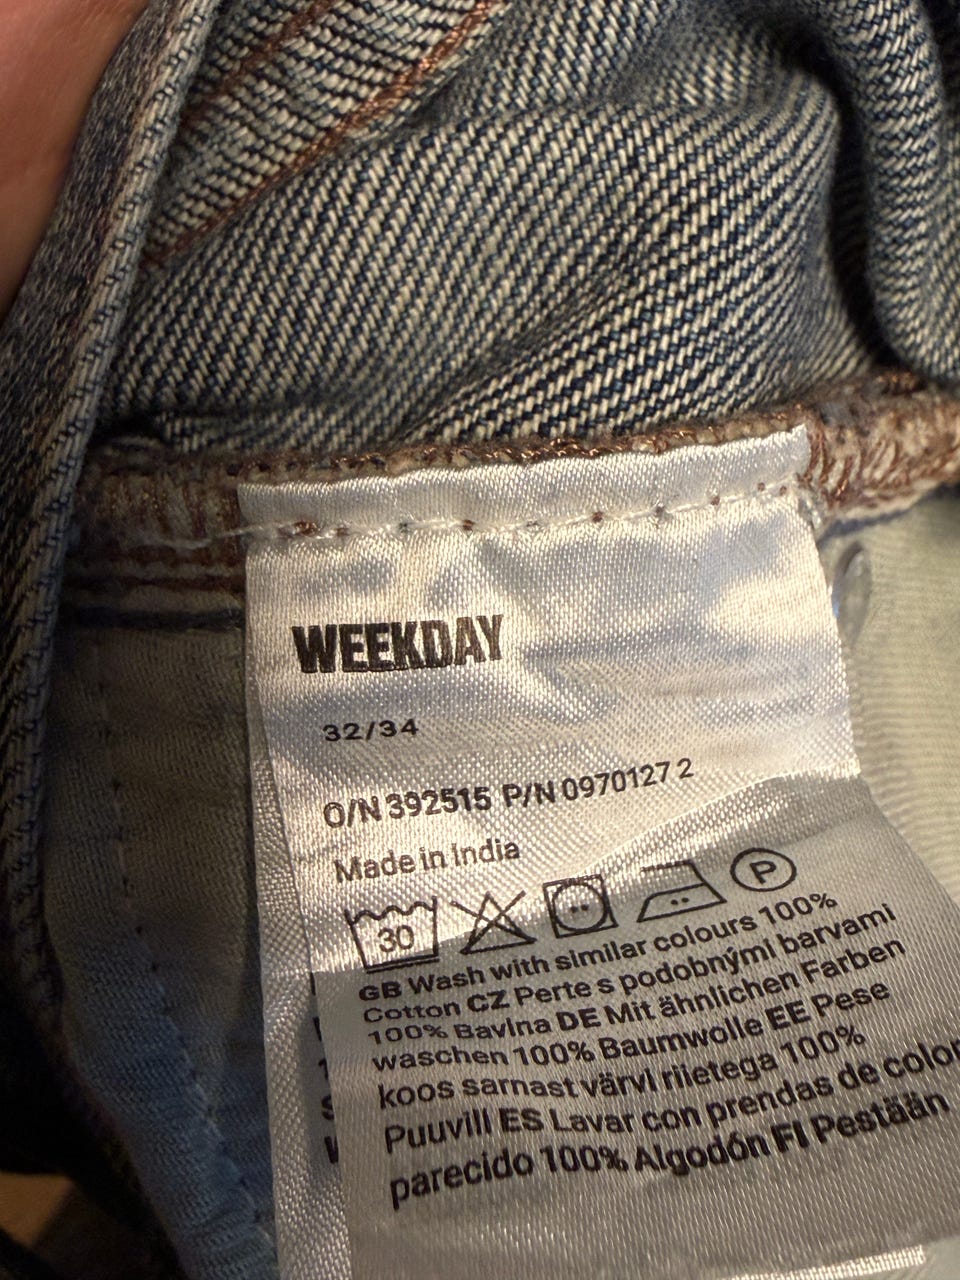 WEEKDAY
32/34
O/N 392515 P/N 0970127 2
Made in India
30 P
GB Wash with similar colours 100%
Cotton CZ Perte s podobnými barvami
100% Bavlna DE Mit ähnlichen Farben
waschen 100% Baumwolle EE Pese
koos sarnast värvi riietega 100%
Puuvill ES Lavar con prendas de color
parecido 100% Algodón FI Pestään